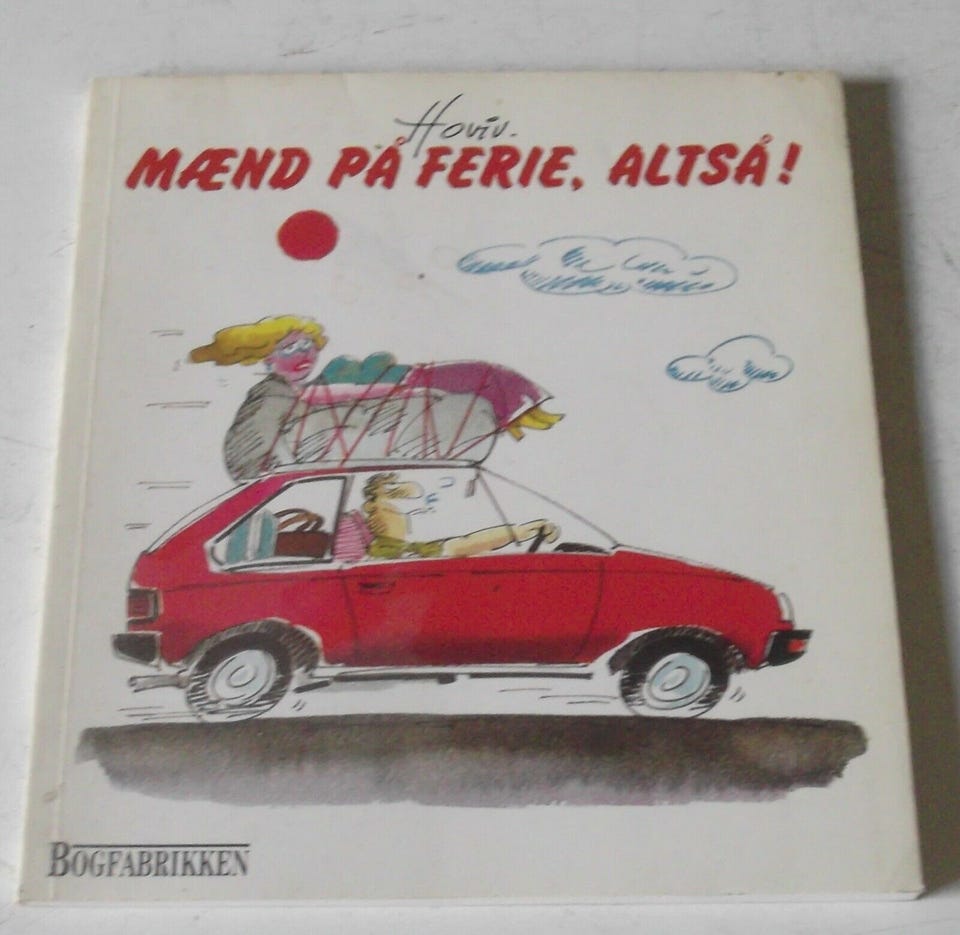 Hoviv.
MÆND PÅ FERIE, ALTSÅ!
BOGFABRIKKEN